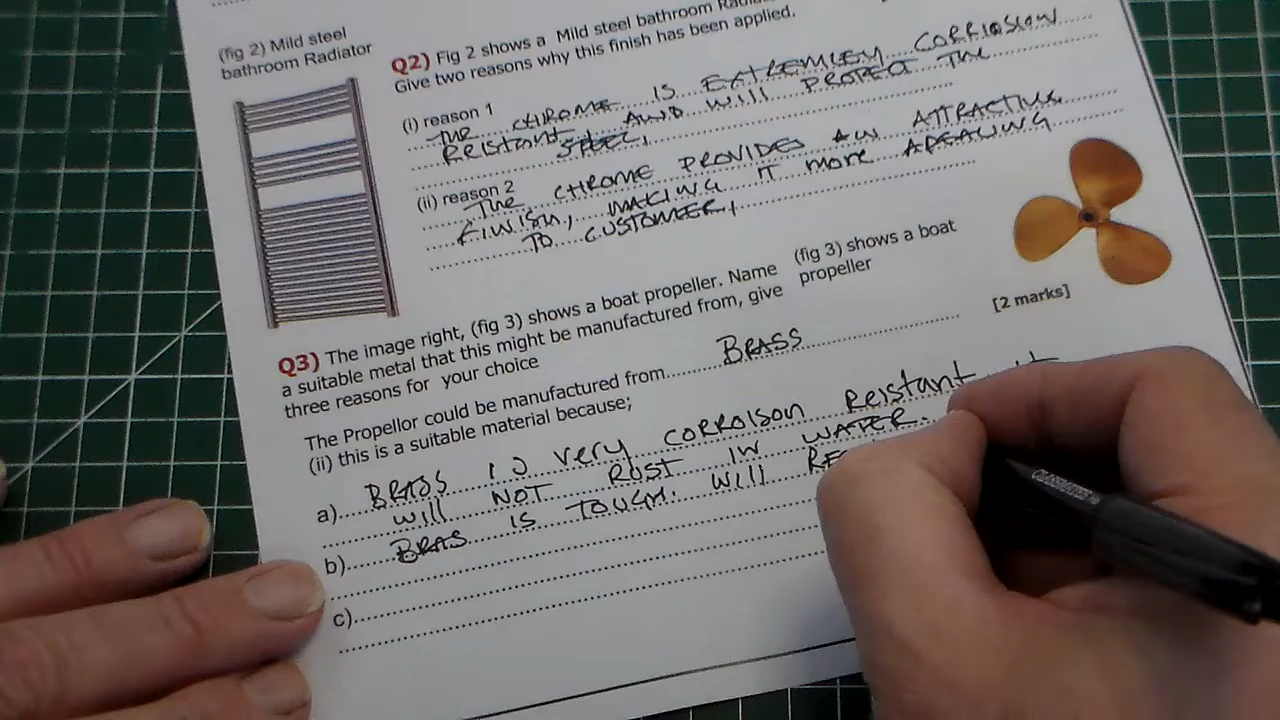 (fig 2) Mild steel
bathroom Radiator
Q2) Fig 2 shows a Mild steel bathroom
Give two reasons why this finish has been applied.
(i) reason 1
THE CHROME IS EXTREMLEY CORRIOSION
REISTANT AND WILL PROTECT THE
STEEL.
(ii) reason 2
THE CHROME PROVIDES AN ATTRACTIVE
FINISH, MAKING IT MORE APEALING
TO CUSTOMER.
Q3) The image right, (fig 3) shows a boat propeller. Name
a suitable metal that this might be manufactured from, give
three reasons for your choice
(fig 3) shows a boat
propeller
[2 marks]
The Propellor could be manufactured from BRASS
(ii) this is a suitable material because;
a) BRASS IS very CORROISON REISTANT it
WILL NOT RUST IN WATER.
b) BRAS IS TOUGH. WILL
c)